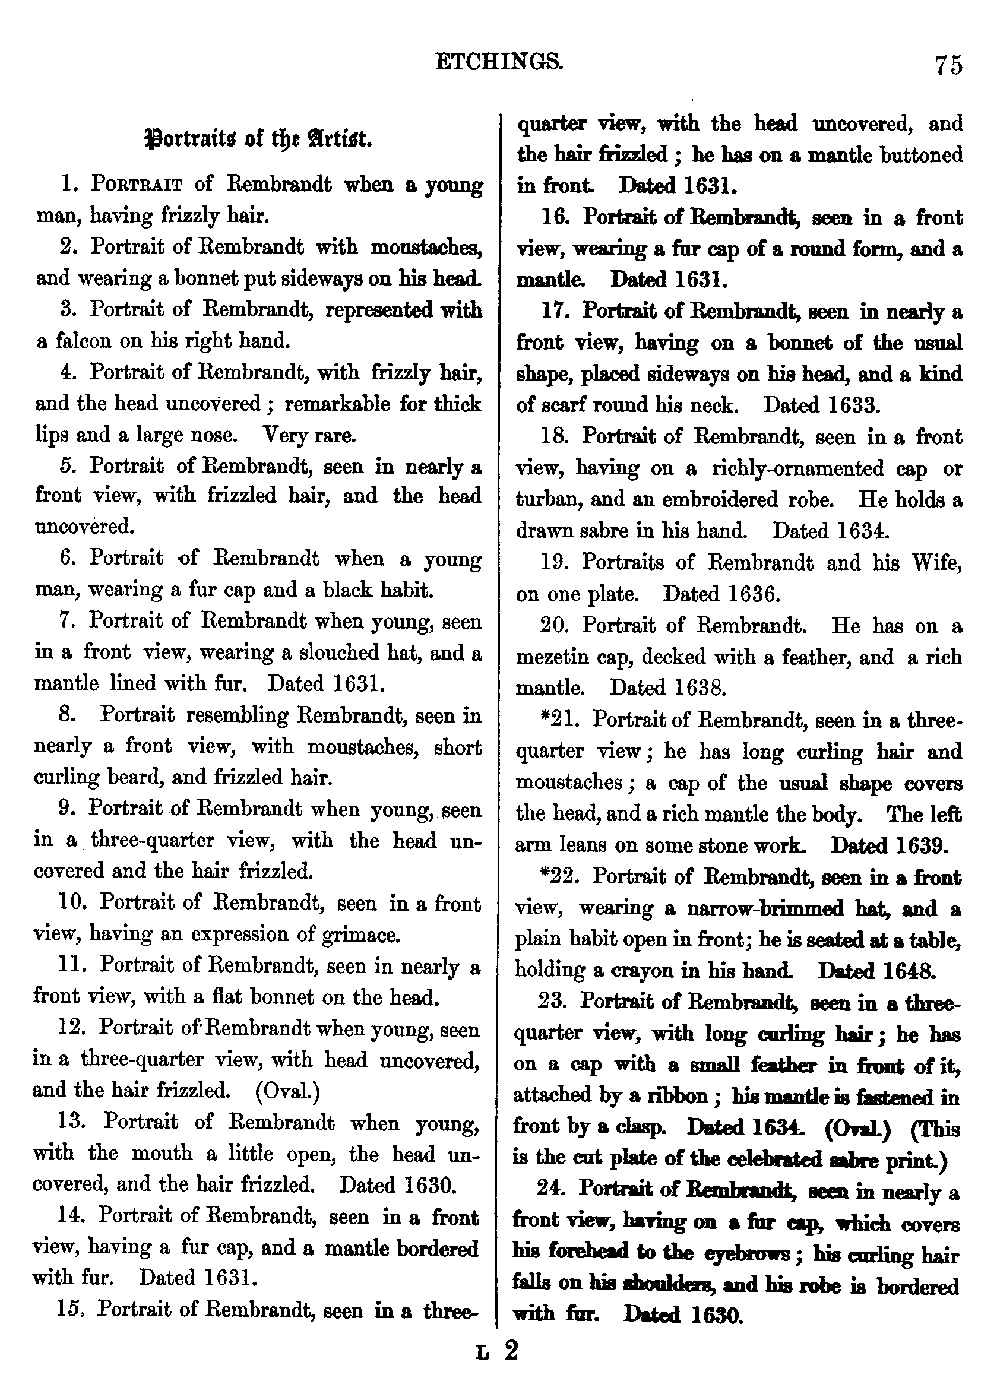 ETCHINGS. 75
Portraits of the Artist.
1. PORTRAIT of Rembrandt when a young
man, having frizzly hair.
2. Portrait of Rembrandt with moustaches,
and wearing a bonnet put sideways on his head.
3. Portrait of Rembrandt, represented with
a falcon on his right hand.
4. Portrait of Rembrandt, with frizzly hair,
and the head uncovered; remarkable for thick
lips and a large nose. Very rare.
5. Portrait of Rembrandt, seen in nearly a
front view, with frizzled hair, and the head
uncovered.
6. Portrait of Rembrandt when a young
man, wearing a fur cap and a black habit.
7. Portrait of Rembrandt when young, seen
in a front view, wearing a slouched hat, and a
mantle lined with fur. Dated 1631.
8. Portrait resembling Rembrandt, seen in
nearly a front view, with moustaches, short
curling beard, and frizzled hair.
9. Portrait of Rembrandt when young, seen
in a three-quarter view, with the head un-
covered and the hair frizzled.
10. Portrait of Rembrandt, seen in a front
view, having an expression of grimace.
11. Portrait of Rembrandt, seen in nearly a
front view, with a flat bonnet on the head.
12. Portrait of Rembrandt when young, seen
in a three-quarter view, with head uncovered,
and the hair frizzled. (Oval.)
13. Portrait of Rembrandt when young,
with the mouth a little open, the head un-
covered, and the hair frizzled. Dated 1630.
14. Portrait of Rembrandt, seen in a front
view, having a fur cap, and a mantle bordered
with fur. Dated 1631.
15. Portrait of Rembrandt, seen in a three-
quarter view, with the head uncovered, and
the hair frizzled; he has on a mantle buttoned
in front. Dated 1631.
16. Portrait of Rembrandt, seen in a front
view, wearing a fur cap of a round form, and a
mantle. Dated 1631.
17. Portrait of Rembrandt, seen in nearly a
front view, having on a bonnet of the usual
shape, placed sideways on his head, and a kind
of scarf round his neck. Dated 1633.
18. Portrait of Rembrandt, seen in a front
view, having on a richly-ornamented cap or
turban, and an embroidered robe. He holds a
drawn sabre in his hand. Dated 1634.
19. Portraits of Rembrandt and his Wife,
on one plate. Dated 1636.
20. Portrait of Rembrandt. He has on a
mezetin cap, decked with a feather, and a rich
mantle. Dated 1638.
*21. Portrait of Rembrandt, seen in a three-
quarter view; he has long curling hair and
moustaches; a cap of the usual shape covers
the head, and a rich mantle the body. The left
arm leans on some stone work. Dated 1639.
*22. Portrait of Rembrandt, seen in a front
view, wearing a narrow-brimmed hat, and a
plain habit open in front; he is seated at a table,
holding a crayon in his hand. Dated 1648.
23. Portrait of Rembrandt, seen in a three-
quarter view, with long curling hair; he has
on a cap with a small feather in front of it,
attached by a ribbon; his mantle is fastened in
front by a clasp. Dated 1634. (Oval.) (This
is the cut plate of the celebrated sabre print.)
24. Portrait of Rembrandt, seen in nearly a
front view, having on a fur cap, which covers
his forehead to the eyebrows; his curling hair
falls on his shoulders, and his robe is bordered
with fur. Dated 1630.
L 2